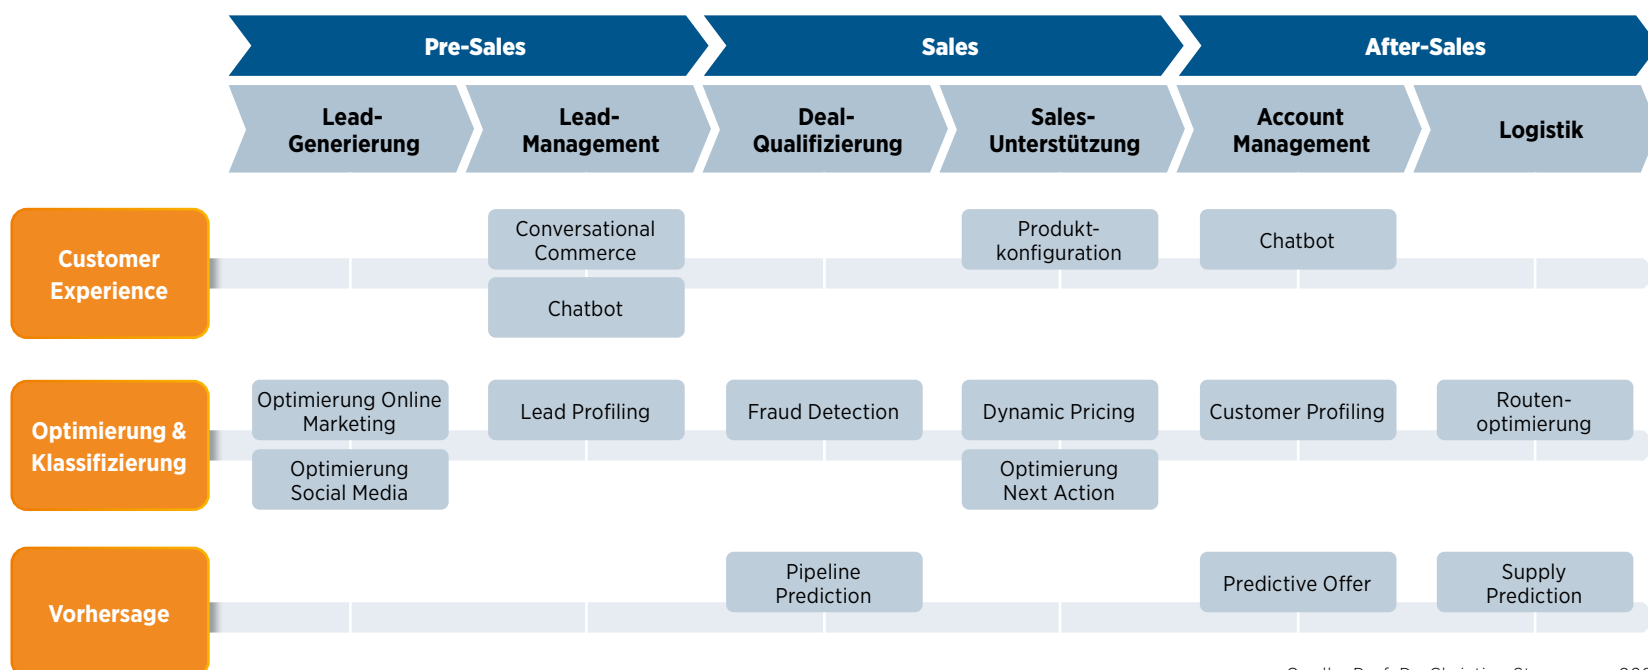 Pre-Sales
Sales
After-Sales
Lead-
Generierung
Lead-
Management
Deal-
Qualifizierung
Sales-
Unterstützung
Account
Management
Logistik
Customer
Experience
Conversational
Commerce
Chatbot
Produkt-
konfiguration
Chatbot
Optimierung &
Klassifizierung
Optimierung Online
Marketing
Optimierung
Social Media
Lead Profiling
Fraud Detection
Dynamic Pricing
Optimierung
Next Action
Customer Profiling
Routen-
optimierung
Vorhersage
Pipeline
Prediction
Predictive Offer
Supply
Prediction